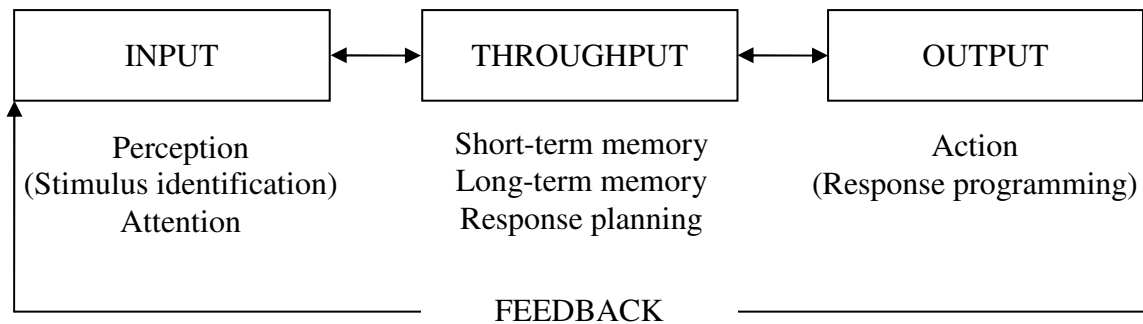 INPUT
THROUGHPUT
OUTPUT
Perception
(Stimulus identification)
Attention
Short-term memory
Long-term memory
Response planning
Action
(Response programming)
FEEDBACK